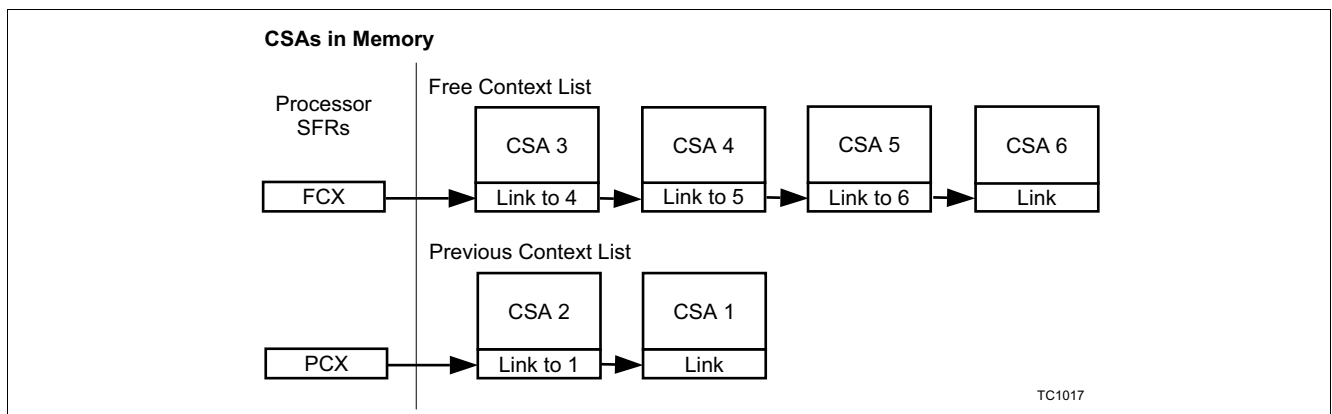 CSAs in Memory
Processor
SFRs
Free Context List
CSA 3
CSA 4
CSA 5
CSA 6
FCX
Link to 4
Link to 5
Link to 6
Link
Previous Context List
CSA 2
CSA 1
PCX
Link to 1
Link
TC1017